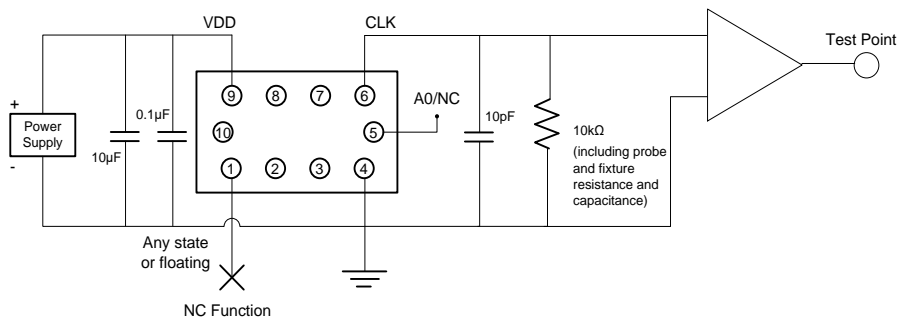 VDD
CLK
Test Point
+
Power
Supply
-
10µF
0.1µF
9
8
7
6
10
5
1
2
3
4
A0/NC
10pF
10kΩ
(including probe
and fixture
resistance and
capacitance)
Any state
or floating
NC Function